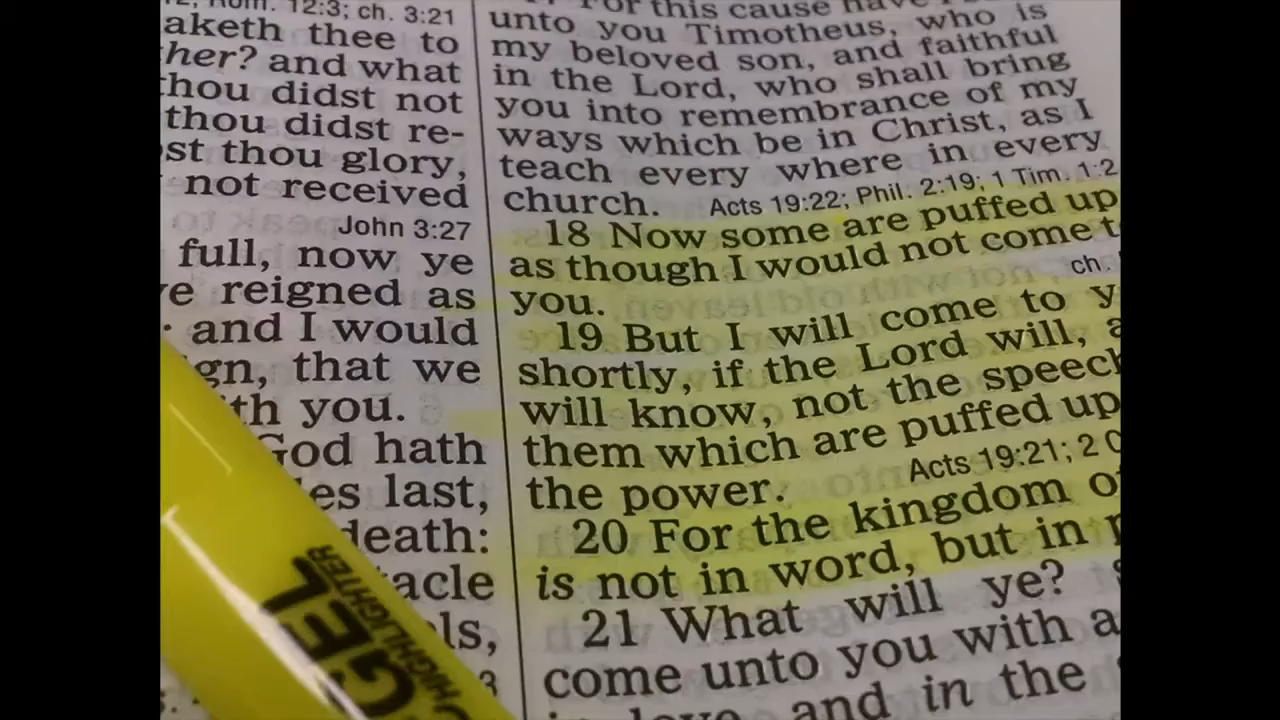 12:3; ch. 3:21
aketh thee to
her? and what
thou didst not
thou didst re-
st thou glory,
not received
John 3:27
full, now ye
e reigned as
and I would
gn, that we
th you.
God hath
es last,
death:
acle
ls,
3
For this cause have
unto you Timotheus, who is
my beloved son, and faithful
in the Lord, who shall bring
you into remembrance of my
ways which be in Christ, as I
teach every where in every
church. Acts 19:22; Phil. 2:19; 1 Tim. 1:2
18 Now some are puffed up
as though I would not come t
ch.
you.
19 But I will come to y
shortly, if the Lord will, a
will know, not the speech
them which are puffed up
Acts 19:21; 2 C
the power.
20 For the kingdom o
is not in word, but in
21 What will ye?
come unto you with a
love, and in the
GEL
HIGHLIGHTER